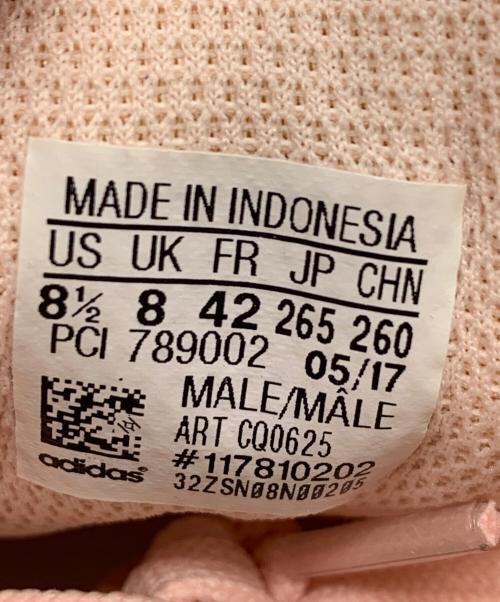 MADE IN INDONESIA
US UK FR JP CHN
8½ 8 42 265 260
PCI 789002 05/17
MALE/MÂLE
ART CQ0625
#117810202
adidas® 32ZSN08N00205